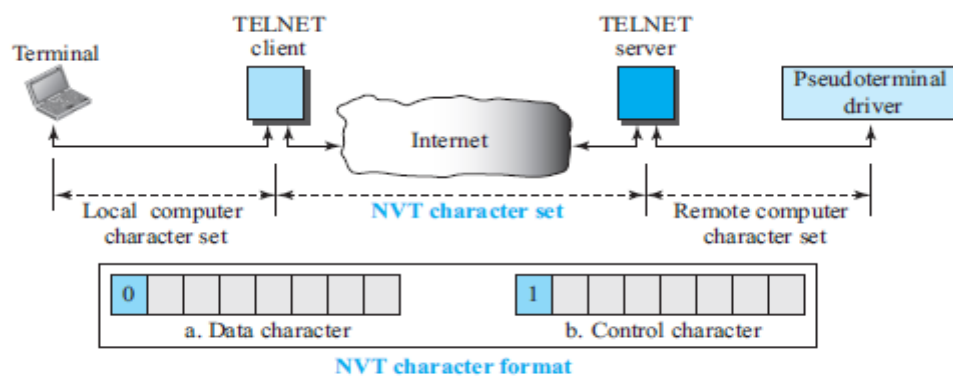 TELNET
client
TELNET
server
Terminal
Pseudoterminal
driver
Internet
Local computer
character set
NVT character set
Remote computer
character set
0
1
a. Data character
b. Control character
NVT character format